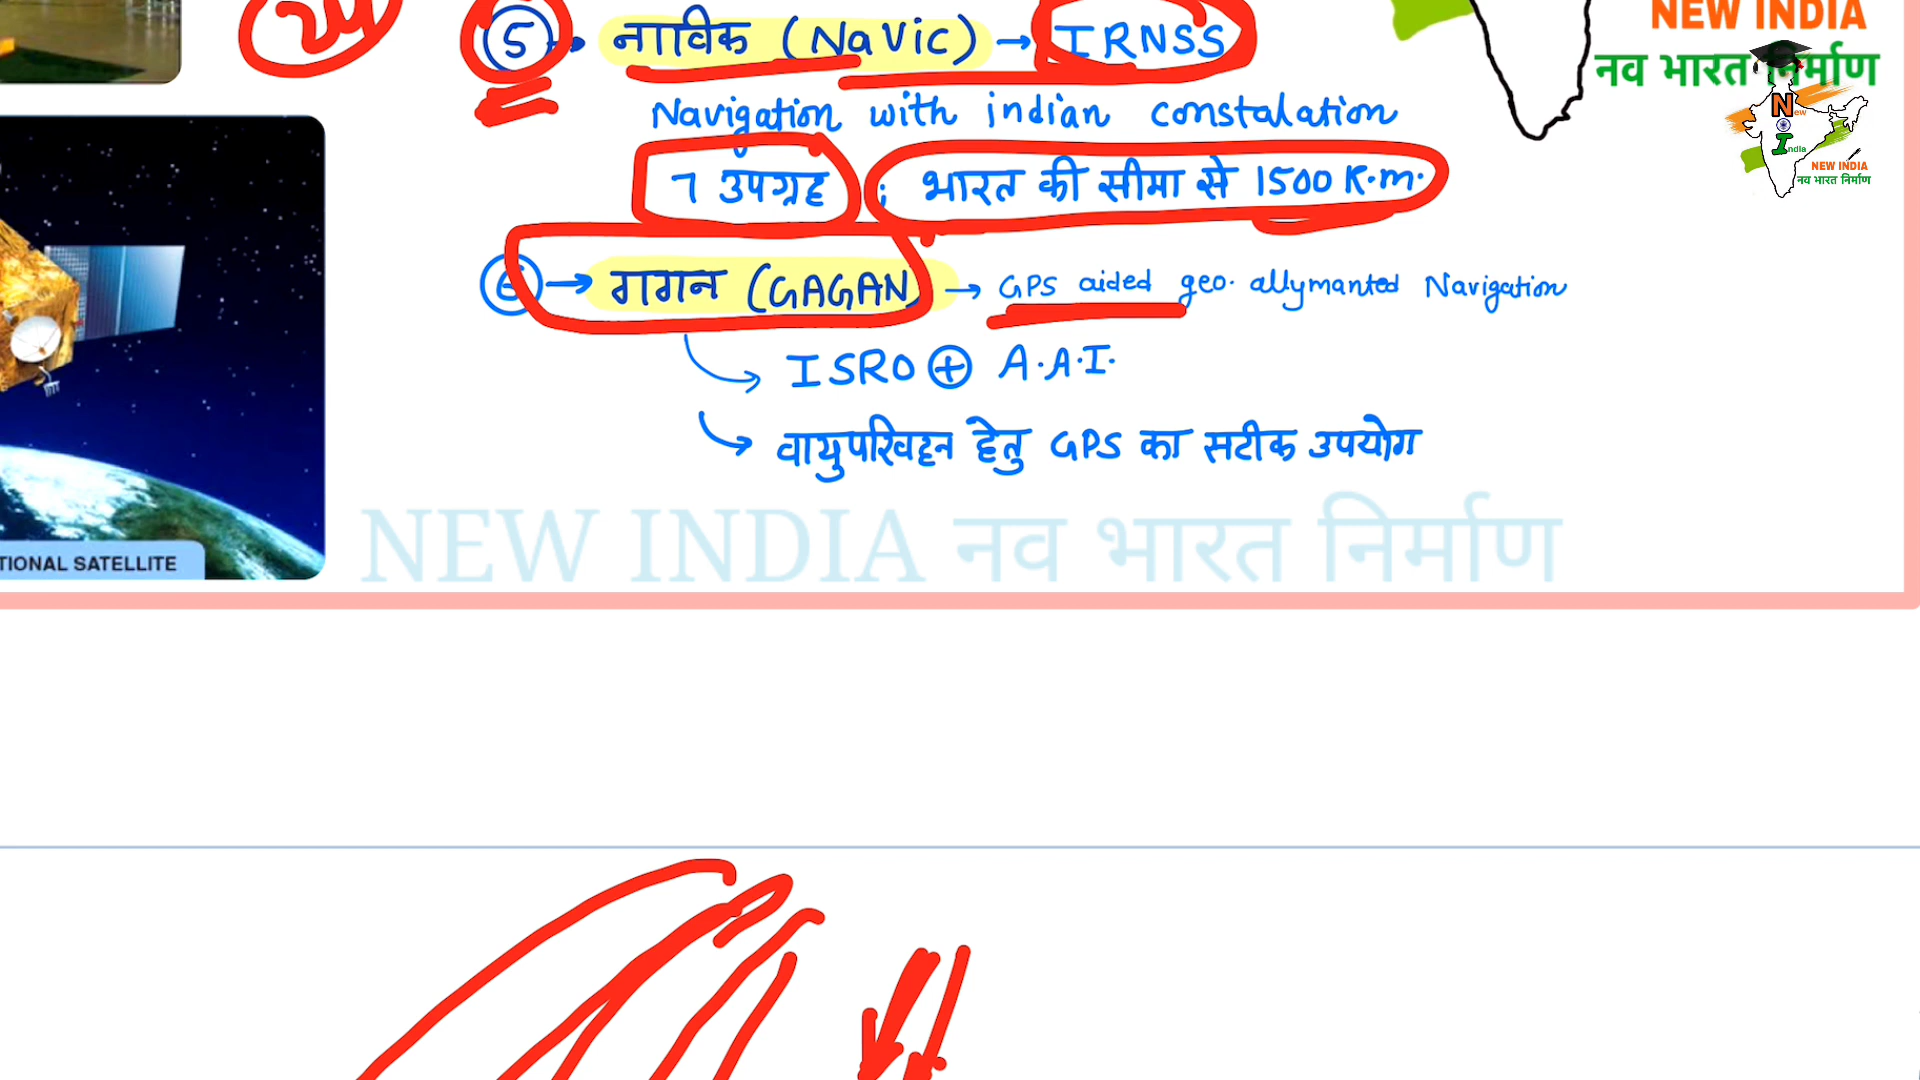 5 → नाविक (NaVic) → IRNSS
Navigation with indian constalation
7 उपग्रह ; भारत की सीमा से 1500 K.m.
6 → गगन (GAGAN) → GPS aided geo. allymanted Navigation
ISRO + A.A.I.
वायुपरिवहन हेतु GPS का सटीक उपयोग
NEW INDIA नव भारत निर्माण
TIONAL SATELLITE
NEW INDIA
नव भारत निर्माण
New
India
NEW INDIA
नव भारत निर्माण